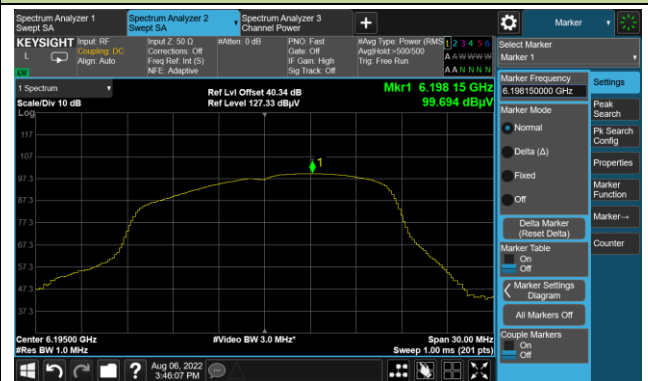 Spectrum Analyzer 1
Swept SA
Spectrum Analyzer 2
Swept SA
Spectrum Analyzer 3
Channel Power
Marker
KEYSIGHT
L
Input: RF
Coupling: DC
Align: Auto
Input Z: 50 Ω
Corrections: Off
Freq Ref: Int (S)
NFE: Adaptive
#Atten: 0 dB
PNO: Fast
Gate: Off
IF Gain: High
Sig Track: Off
#Avg Type: Power (RMS
Avg|Hold:>500/500
Trig: Free Run
1 2 3 4 5 6
A A W W W W
A A N N N N
Select Marker
Marker 1
1 Spectrum
Scale/Div 10 dB
Log
Ref Lvl Offset 40.34 dB
Ref Level 127.33 dBµV
Mkr1 6.198 15 GHz
99.694 dBµV
117
107
97.3
87.3
77.3
67.3
57.3
47.3
37.3
1
Center 6.19500 GHz
#Res BW 1.0 MHz
#Video BW 3.0 MHz*
Span 30.00 MHz
Sweep 1.00 ms (201 pts)
Marker Frequency
6.198150000 GHz
Marker Mode
Normal
Delta (Δ)
Fixed
Off
Delta Marker
(Reset Delta)
Marker Table
On
Off
Marker Settings
Diagram
All Markers Off
Couple Markers
On
Off
Settings
Peak
Search
Pk Search
Config
Properties
Marker
Function
Marker→
Counter
?
Aug 06, 2022
3:46:07 PM